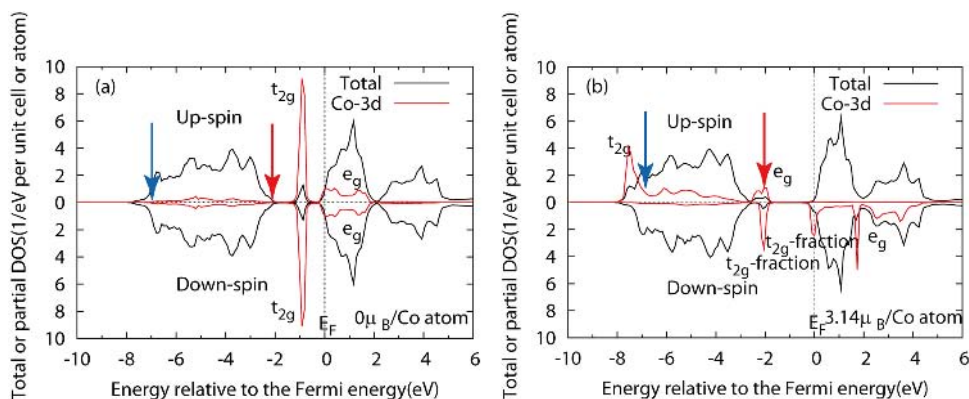 (a)
Total
Co-3d
t2g
Up-spin
eg
eg
Down-spin
t2g
EF
0μB/Co atom
10
8
6
4
2
0
2
4
6
8
10
-10 -8 -6 -4 -2 0 2 4 6
Total or partial DOS(1/eV per unit cell or atom)
Energy relative to the Fermi energy(eV)
(b)
Total
Co-3d
Up-spin
t2g
eg
t2g-fraction
eg
t2g-fraction
Down-spin
EF
3.14μB/Co atom
10
8
6
4
2
0
2
4
6
8
10
-10 -8 -6 -4 -2 0 2 4 6
Total or partial DOS(1/eV per unit cell or atom)
Energy relative to the Fermi energy(eV)